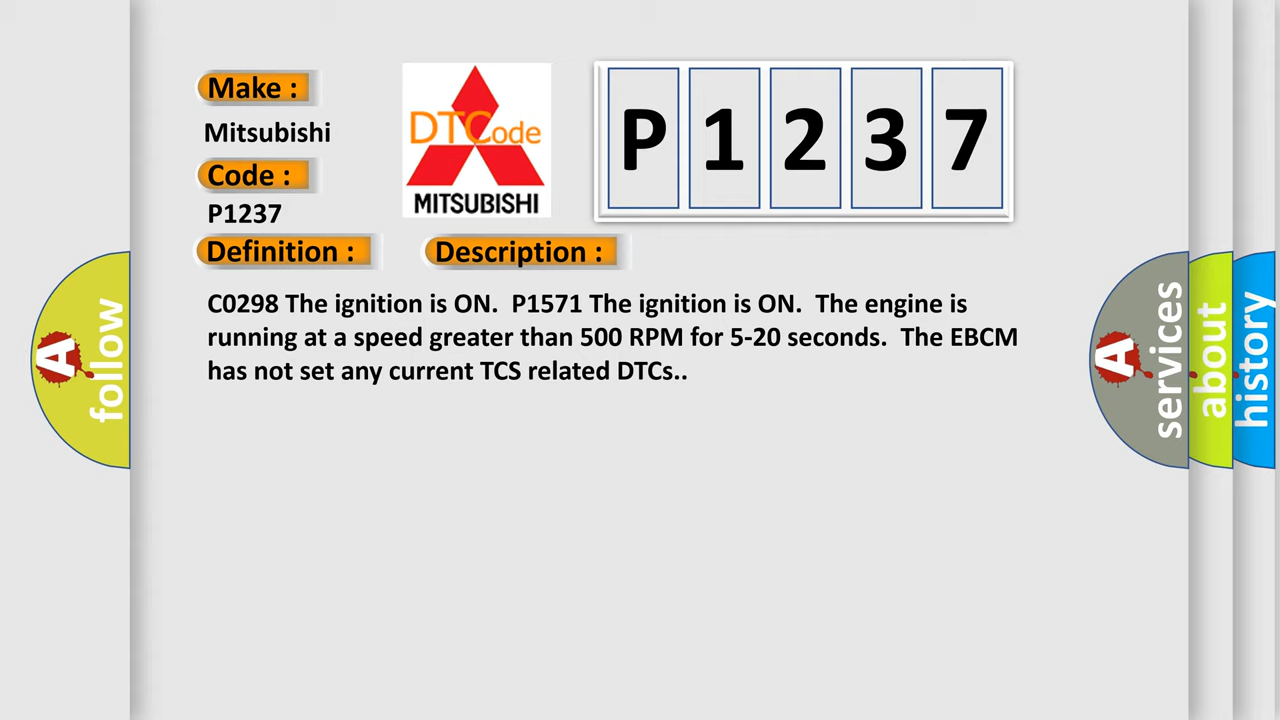 Make :
Mitsubishi
Code :
P1237
Definition :
Description :
DTCode
MITSUBISHI
P 1 2 3 7
C0298 The ignition is ON.  P1571 The ignition is ON.  The engine is
running at a speed greater than 500 RPM for 5-20 seconds.  The EBCM
has not set any current TCS related DTCs..
A follow
A services
about
history